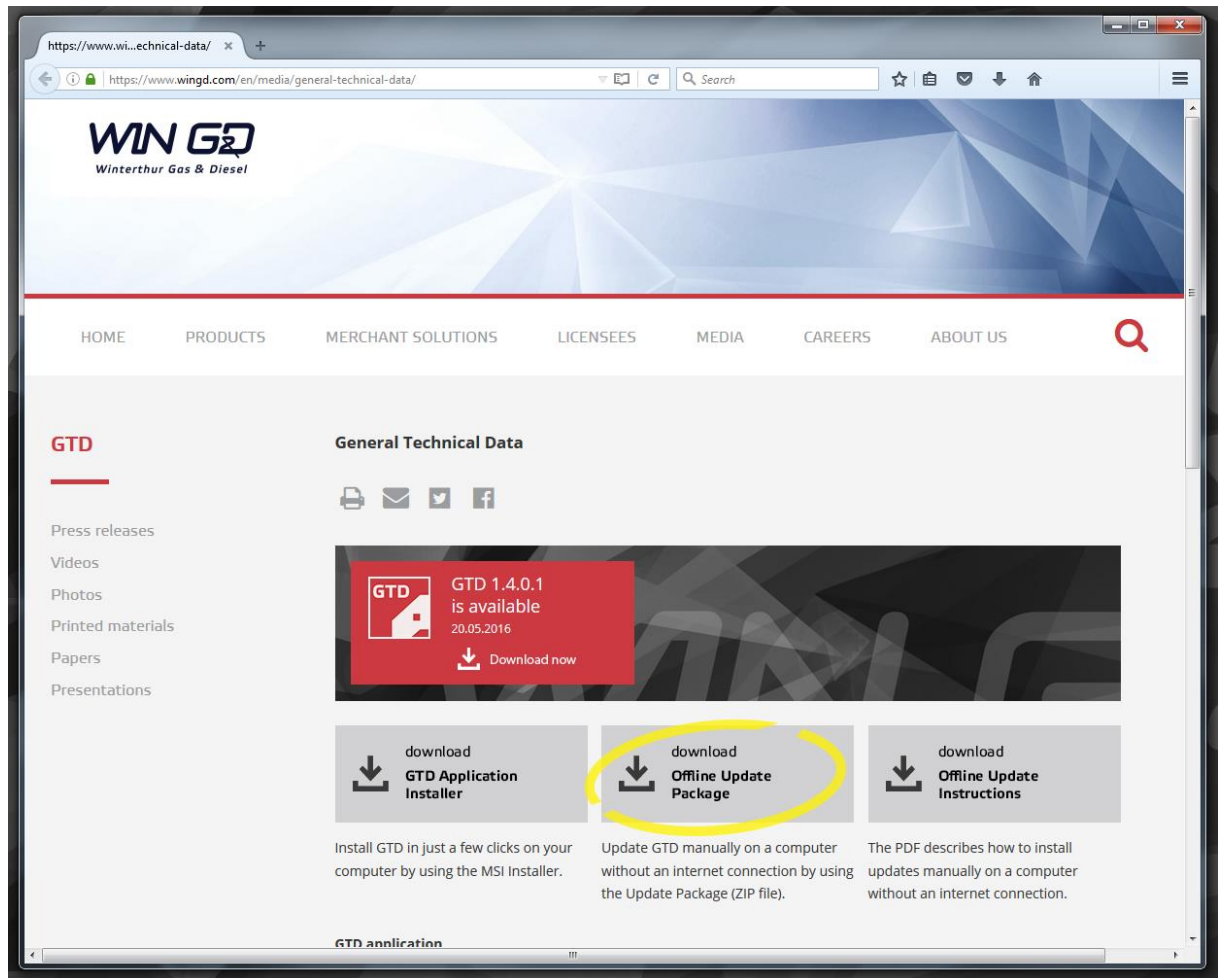 https://www.wi...echnical-data/
https://www.wingd.com/en/media/general-technical-data/
Search
WIN G&D
Winterthur Gas & Diesel
HOME PRODUCTS MERCHANT SOLUTIONS LICENSEES MEDIA CAREERS ABOUT US
GTD
General Technical Data
Press releases
Videos
Photos
Printed materials
Papers
Presentations
GTD
GTD 1.4.0.1
is available
20.05.2016
Download now
WIN G
download
GTD Application
Installer
download
Offline Update
Package
download
Offline Update
Instructions
Install GTD in just a few clicks on your
computer by using the MSI Installer.
Update GTD manually on a computer
without an internet connection by using
the Update Package (ZIP file).
The PDF describes how to install
updates manually on a computer
without an internet connection.
GTD application